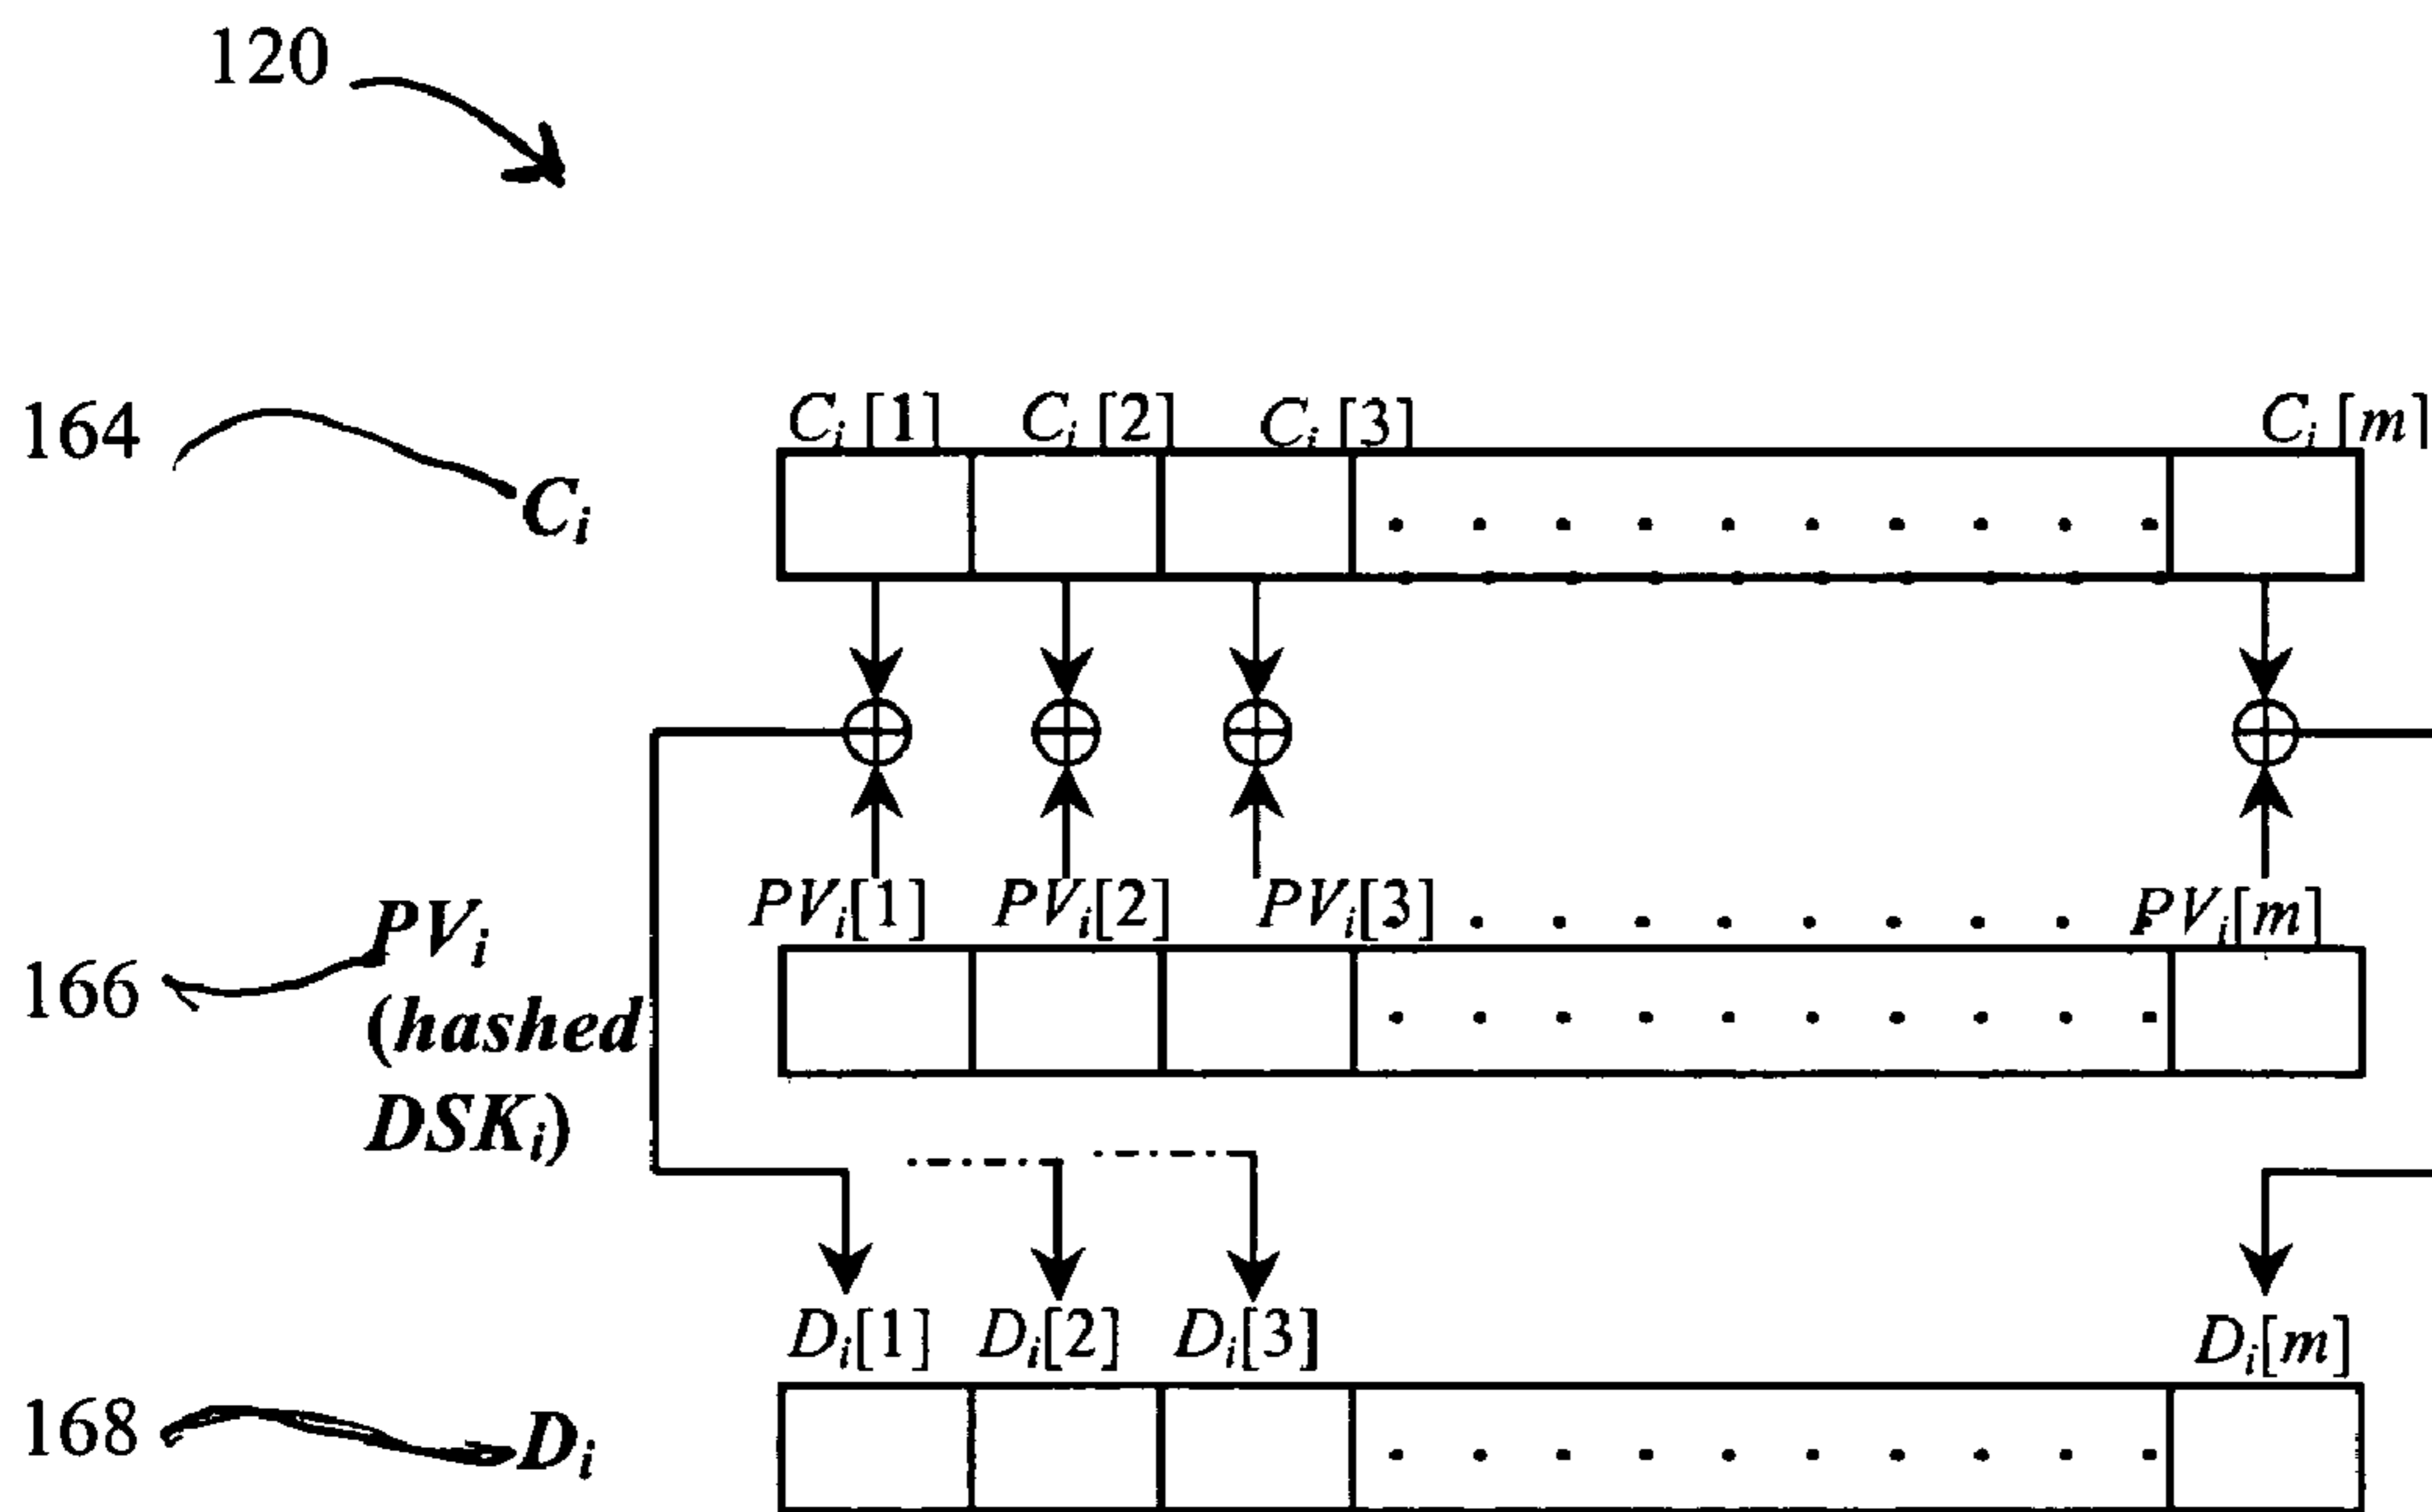 120
164
C_i
C_i [1] C_i [2] C_i [3] C_i [m]
PV_i[1] PV_i[2] PV_i[3] PV_i[m]
166
PV_i
(hashed
DSK_i)
D_i[1] D_i[2] D_i[3] D_i[m]
168
D_i